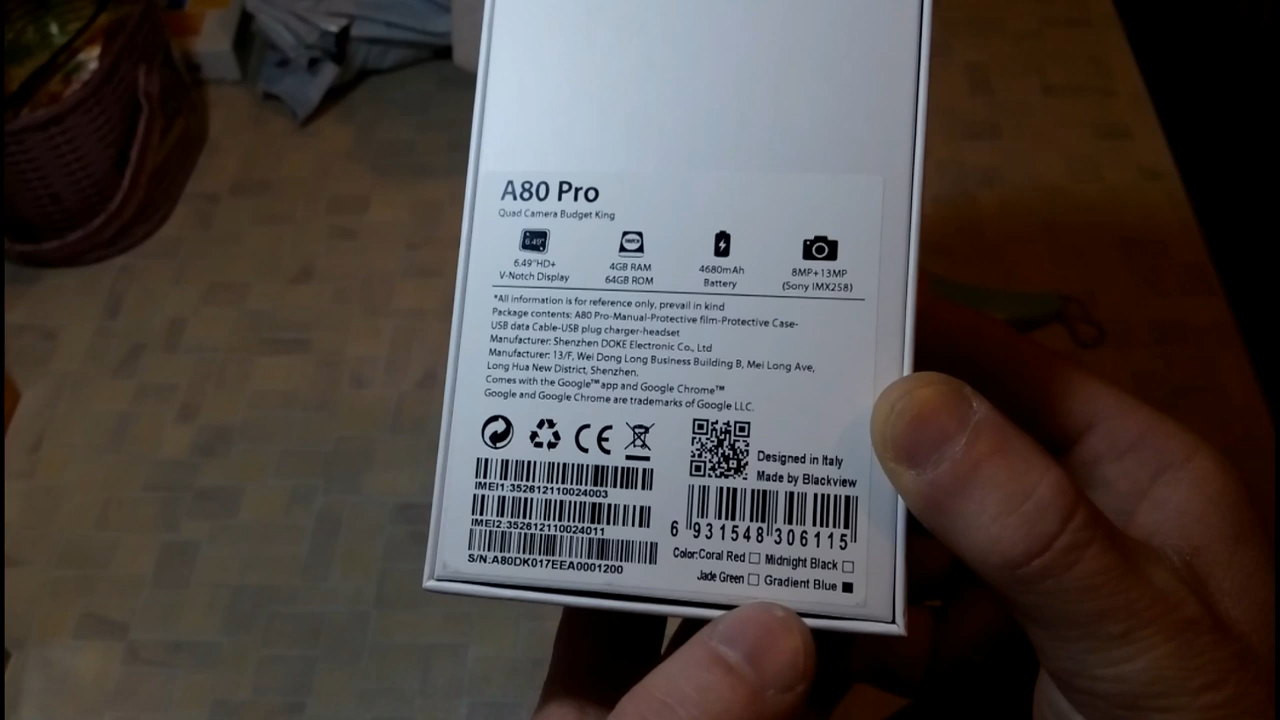 A80 Pro
Quad Camera Budget King
6.49"
6.49"HD+
V-Notch Display
4GB RAM
64GB ROM
4680mAh
Battery
8MP+13MP
(Sony IMX258)
*All information is for reference only, prevail in kind
Package contents: A80 Pro-Manual-Protective film-Protective Case-
USB data Cable-USB plug charger-headset
Manufacturer: Shenzhen DOKE Electronic Co., Ltd
Manufacturer: 13/F, Wei Dong Long Business Building B, Mei Long Ave,
Long Hua New District, Shenzhen.
Comes with the Google™ app and Google Chrome™
Google and Google Chrome are trademarks of Google LLC.
CE
Designed in Italy
Made by Blackview
IMEI1:352612110024003
IMEI2:352612110024011
S/N:A80DK017EEA0001200
6 931548 306115
Color:Coral Red Midnight Black
Jade Green Gradient Blue